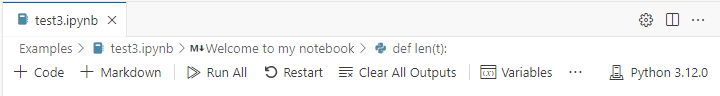 test3.ipynb
Examples > test3.ipynb > M↓Welcome to my notebook > def len(t):
+ Code + Markdown Run All Restart Clear All Outputs Variables ... Python 3.12.0